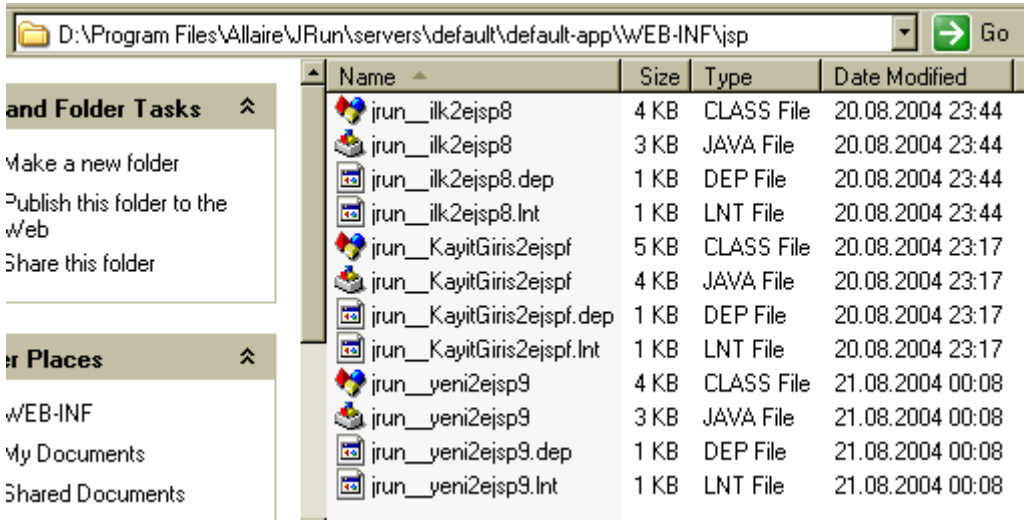 D:\Program Files\Allaire\JRun\servers\default\default-app\WEB-INF\jsp Go
and Folder Tasks
Make a new folder
Publish this folder to the
Web
Share this folder
er Places
WEB-INF
My Documents
Shared Documents
Name Size Type Date Modified
jrun__ilk2ejsp8 4 KB CLASS File 20.08.2004 23:44
jrun__ilk2ejsp8 3 KB JAVA File 20.08.2004 23:44
jrun__ilk2ejsp8.dep 1 KB DEP File 20.08.2004 23:44
jrun__ilk2ejsp8.lnt 1 KB LNT File 20.08.2004 23:44
jrun__KayitGiris2ejspf 5 KB CLASS File 20.08.2004 23:17
jrun__KayitGiris2ejspf 4 KB JAVA File 20.08.2004 23:17
jrun__KayitGiris2ejspf.dep 1 KB DEP File 20.08.2004 23:17
jrun__KayitGiris2ejspf.lnt 1 KB LNT File 20.08.2004 23:17
jrun__yeni2ejsp9 4 KB CLASS File 21.08.2004 00:08
jrun__yeni2ejsp9 3 KB JAVA File 21.08.2004 00:08
jrun__yeni2ejsp9.dep 1 KB DEP File 21.08.2004 00:08
jrun__yeni2ejsp9.lnt 1 KB LNT File 21.08.2004 00:08